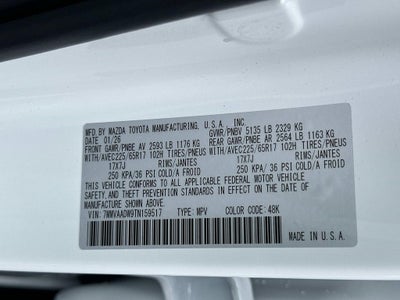 MFD. BY MAZDA TOYOTA MANUFACTURING, U.S.A., INC.
DATE 01/26 GVWR/PNBV 5135 LB 2329 KG
FRONT GAWR/PNBE AV 2593 LB 1176 KG REAR GAWR/PNBE AR 2564 LB 1163 KG
WITH/AVEC225/65R17 102H TIRES/PNEUS WITH/AVEC225/65R17 102H TIRES/PNEUS
17X7J RIMS/JANTES 17X7J RIMS/JANTES
250 KPA/36 PSI COLD/A FROID 250 KPA/ 36 PSI COLD/A FROID
THIS VEHICLE CONFORMS TO ALL APPLICABLE FEDERAL MOTOR VEHICLE
SAFETY,AND THEFT PREVENTION STANDARDS IN EFFECT ON THE DATE OF
MANUFACTURE SHOWN ABOVE.
VIN: 7MMVAADW9TN159517 TYPE: MPV COLOR CODE: 48K